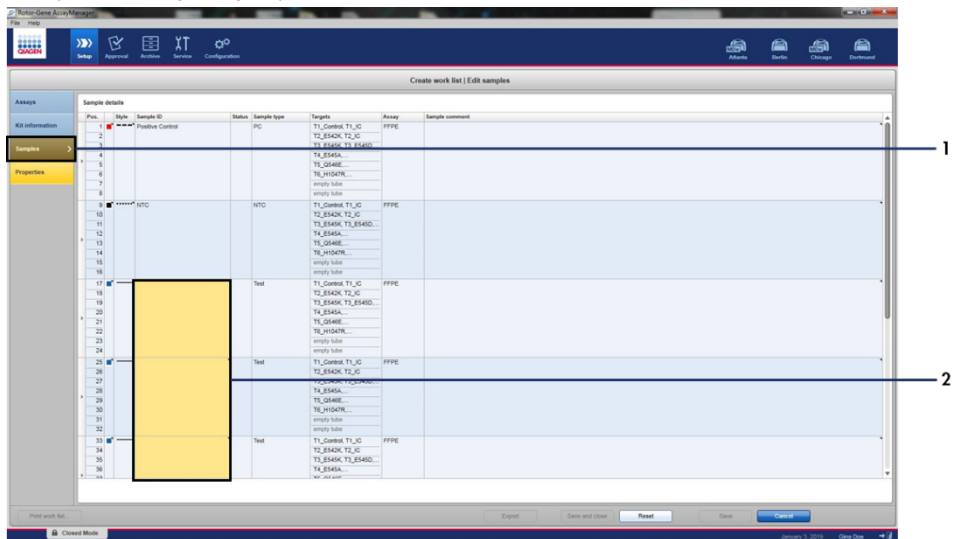 Rotor-Gene AssayManager
File Help
QIAGEN
Setup Approval Archive Service Configuration
Atlanta Berlin Chicago Dortmund
Create work list | Edit samples
Assays
Kit information
Samples
Properties
Sample details
Pos. Style Sample ID Status Sample type Targets Assay Sample comment
1 Positive Control PC T1_Control, T1_IC FFPE
2 T2_E542K, T2_IC
3 T3_E545K, T3_E545D,...
4 T4_E545A,...
5 T5_Q546E,...
6 T6_H1047R,...
7 empty tube
8 empty tube
9 NTC NTC T1_Control, T1_IC FFPE
10 T2_E542K, T2_IC
11 T3_E545K, T3_E545D,...
12 T4_E545A,...
13 T5_Q546E,...
14 T6_H1047R,...
15 empty tube
16 empty tube
17 Test T1_Control, T1_IC FFPE
18 T2_E542K, T2_IC
19 T3_E545K, T3_E545D,...
20 T4_E545A,...
21 T5_Q546E,...
22 T6_H1047R,...
23 empty tube
24 empty tube
25 Test T1_Control, T1_IC FFPE
26 T2_E542K, T2_IC
27 T3_E545K, T3_E545D,...
28 T4_E545A,...
29 T5_Q546E,...
30 T6_H1047R,...
31 empty tube
32 empty tube
33 Test T1_Control, T1_IC FFPE
34 T2_E542K, T2_IC
35 T3_E545K, T3_E545D,...
36 T4_E545A,...
1
2
Print work list... Export Save and close Reset Save Cancel
Closed Mode January 3, 2019 Gina Doe